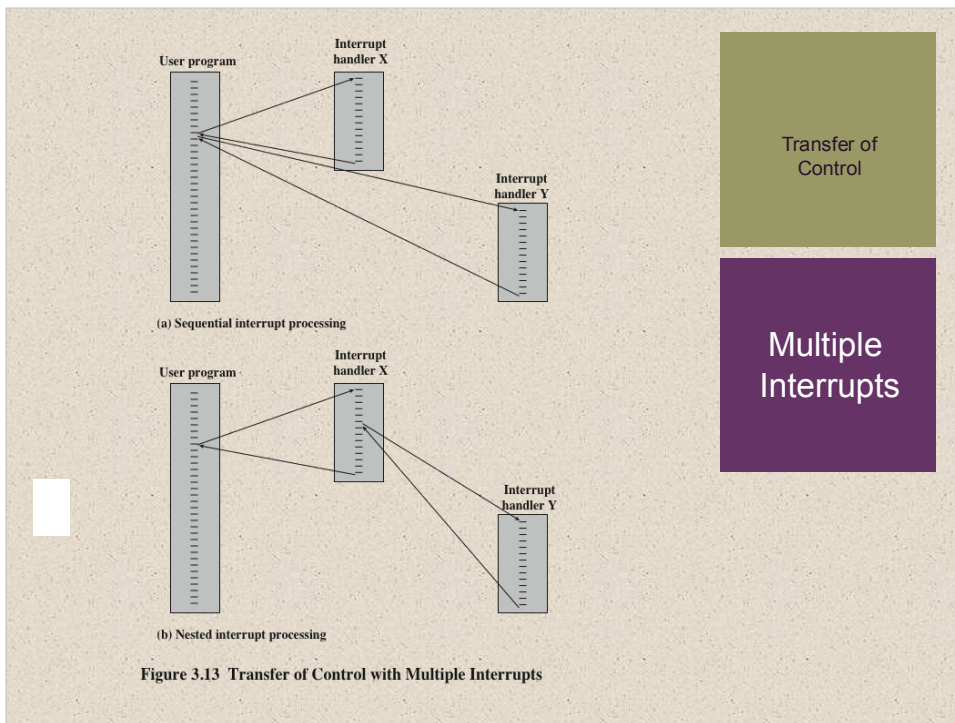 User program
Interrupt
handler X
Interrupt
handler Y
(a) Sequential interrupt processing
User program
Interrupt
handler X
Interrupt
handler Y
(b) Nested interrupt processing
Figure 3.13 Transfer of Control with Multiple Interrupts
Transfer of
Control
Multiple
Interrupts